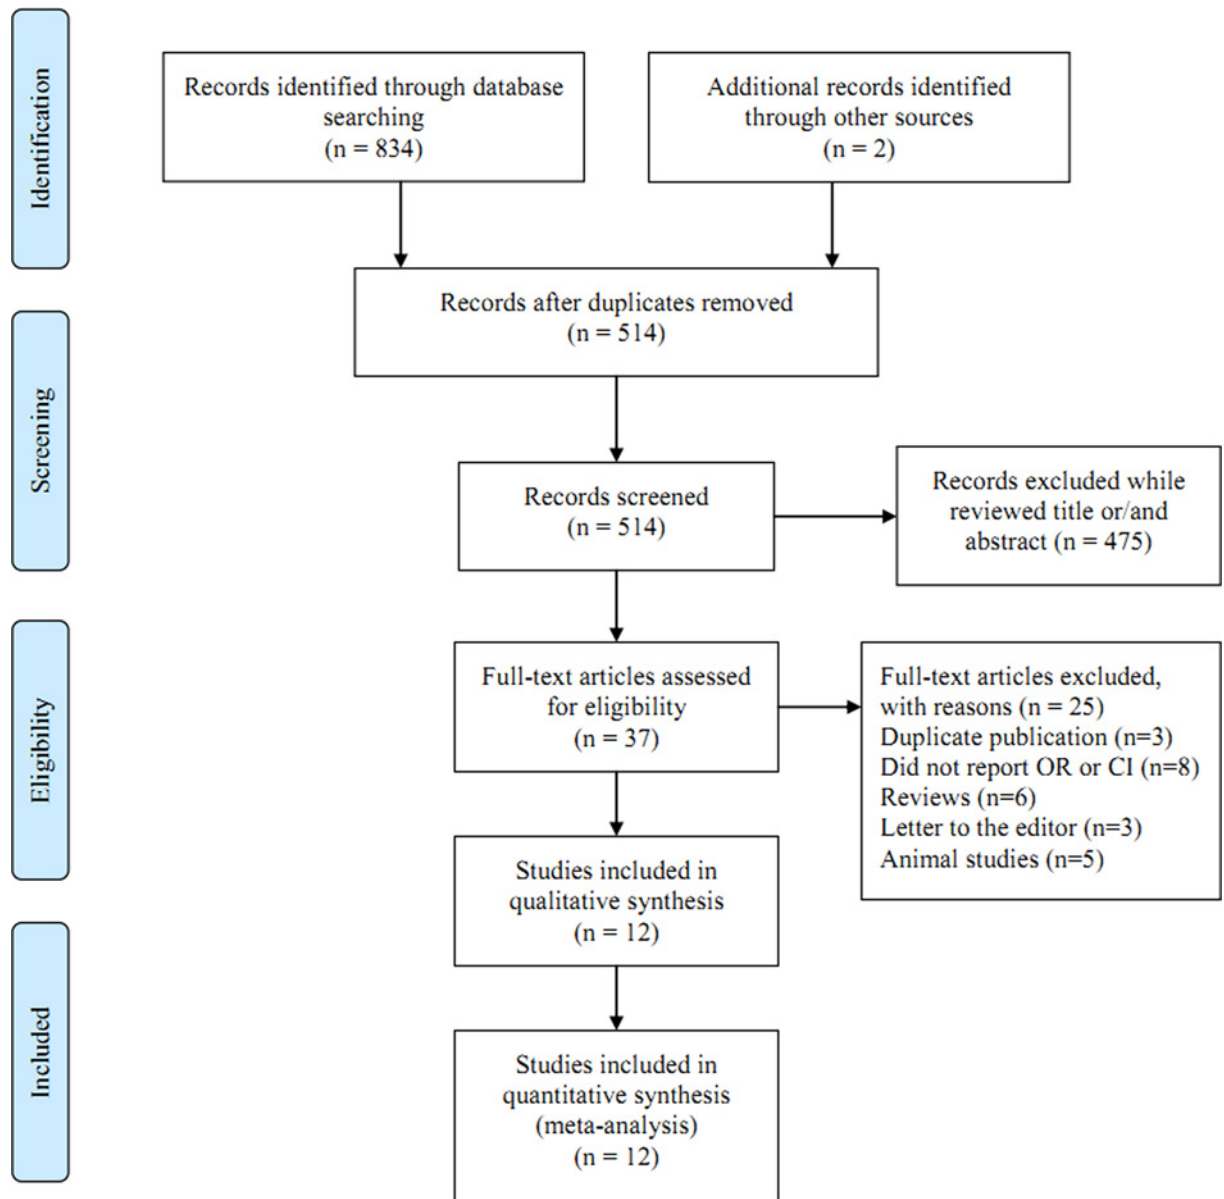 Identification
Records identified through database
searching
(n = 834)
Additional records identified
through other sources
(n = 2)
Records after duplicates removed
(n = 514)
Screening
Records screened
(n = 514)
Records excluded while
reviewed title or/and
abstract (n = 475)
Eligibility
Full-text articles assessed
for eligibility
(n = 37)
Full-text articles excluded,
with reasons (n = 25)
Duplicate publication (n=3)
Did not report OR or CI (n=8)
Reviews (n=6)
Letter to the editor (n=3)
Animal studies (n=5)
Studies included in
qualitative synthesis
(n = 12)
Included
Studies included in
quantitative synthesis
(meta-analysis)
(n = 12)